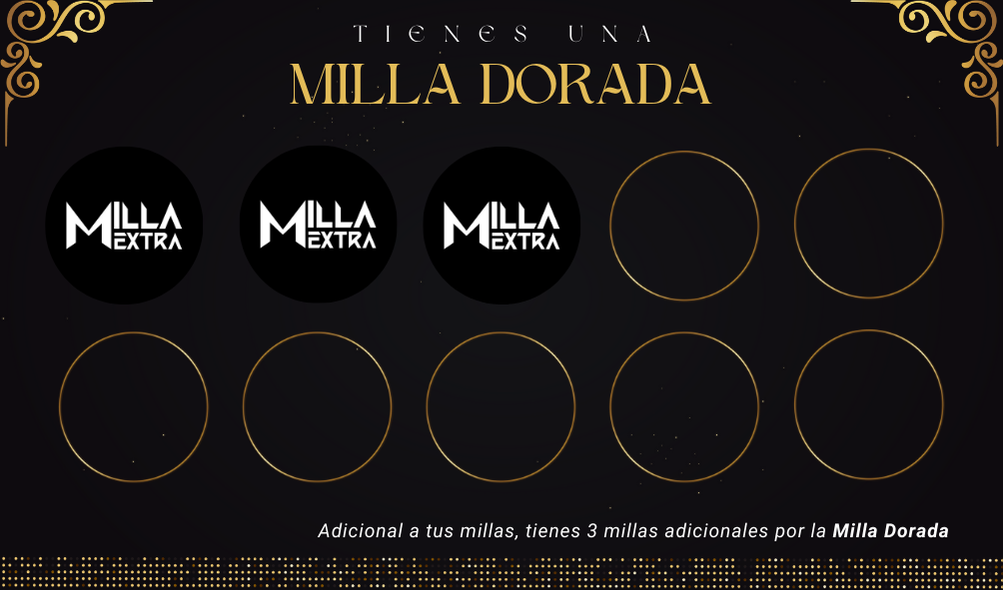 TIENES UNA
MILLA DORADA
MILLA
EXTRA
MILLA
EXTRA
MILLA
EXTRA
Adicional a tus millas, tienes 3 millas adicionales por la Milla Dorada